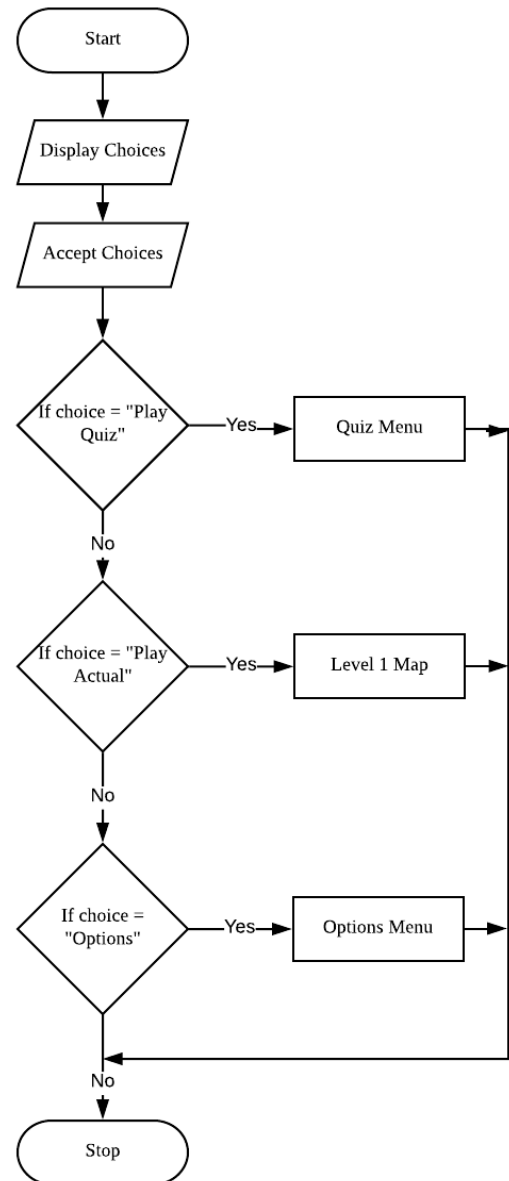 Start
Display Choices
Accept Choices
If choice = "Play
Quiz"
Yes
Quiz Menu
No
If choice = "Play
Actual"
Yes
Level 1 Map
No
If choice =
"Options"
Yes
Options Menu
No
Stop